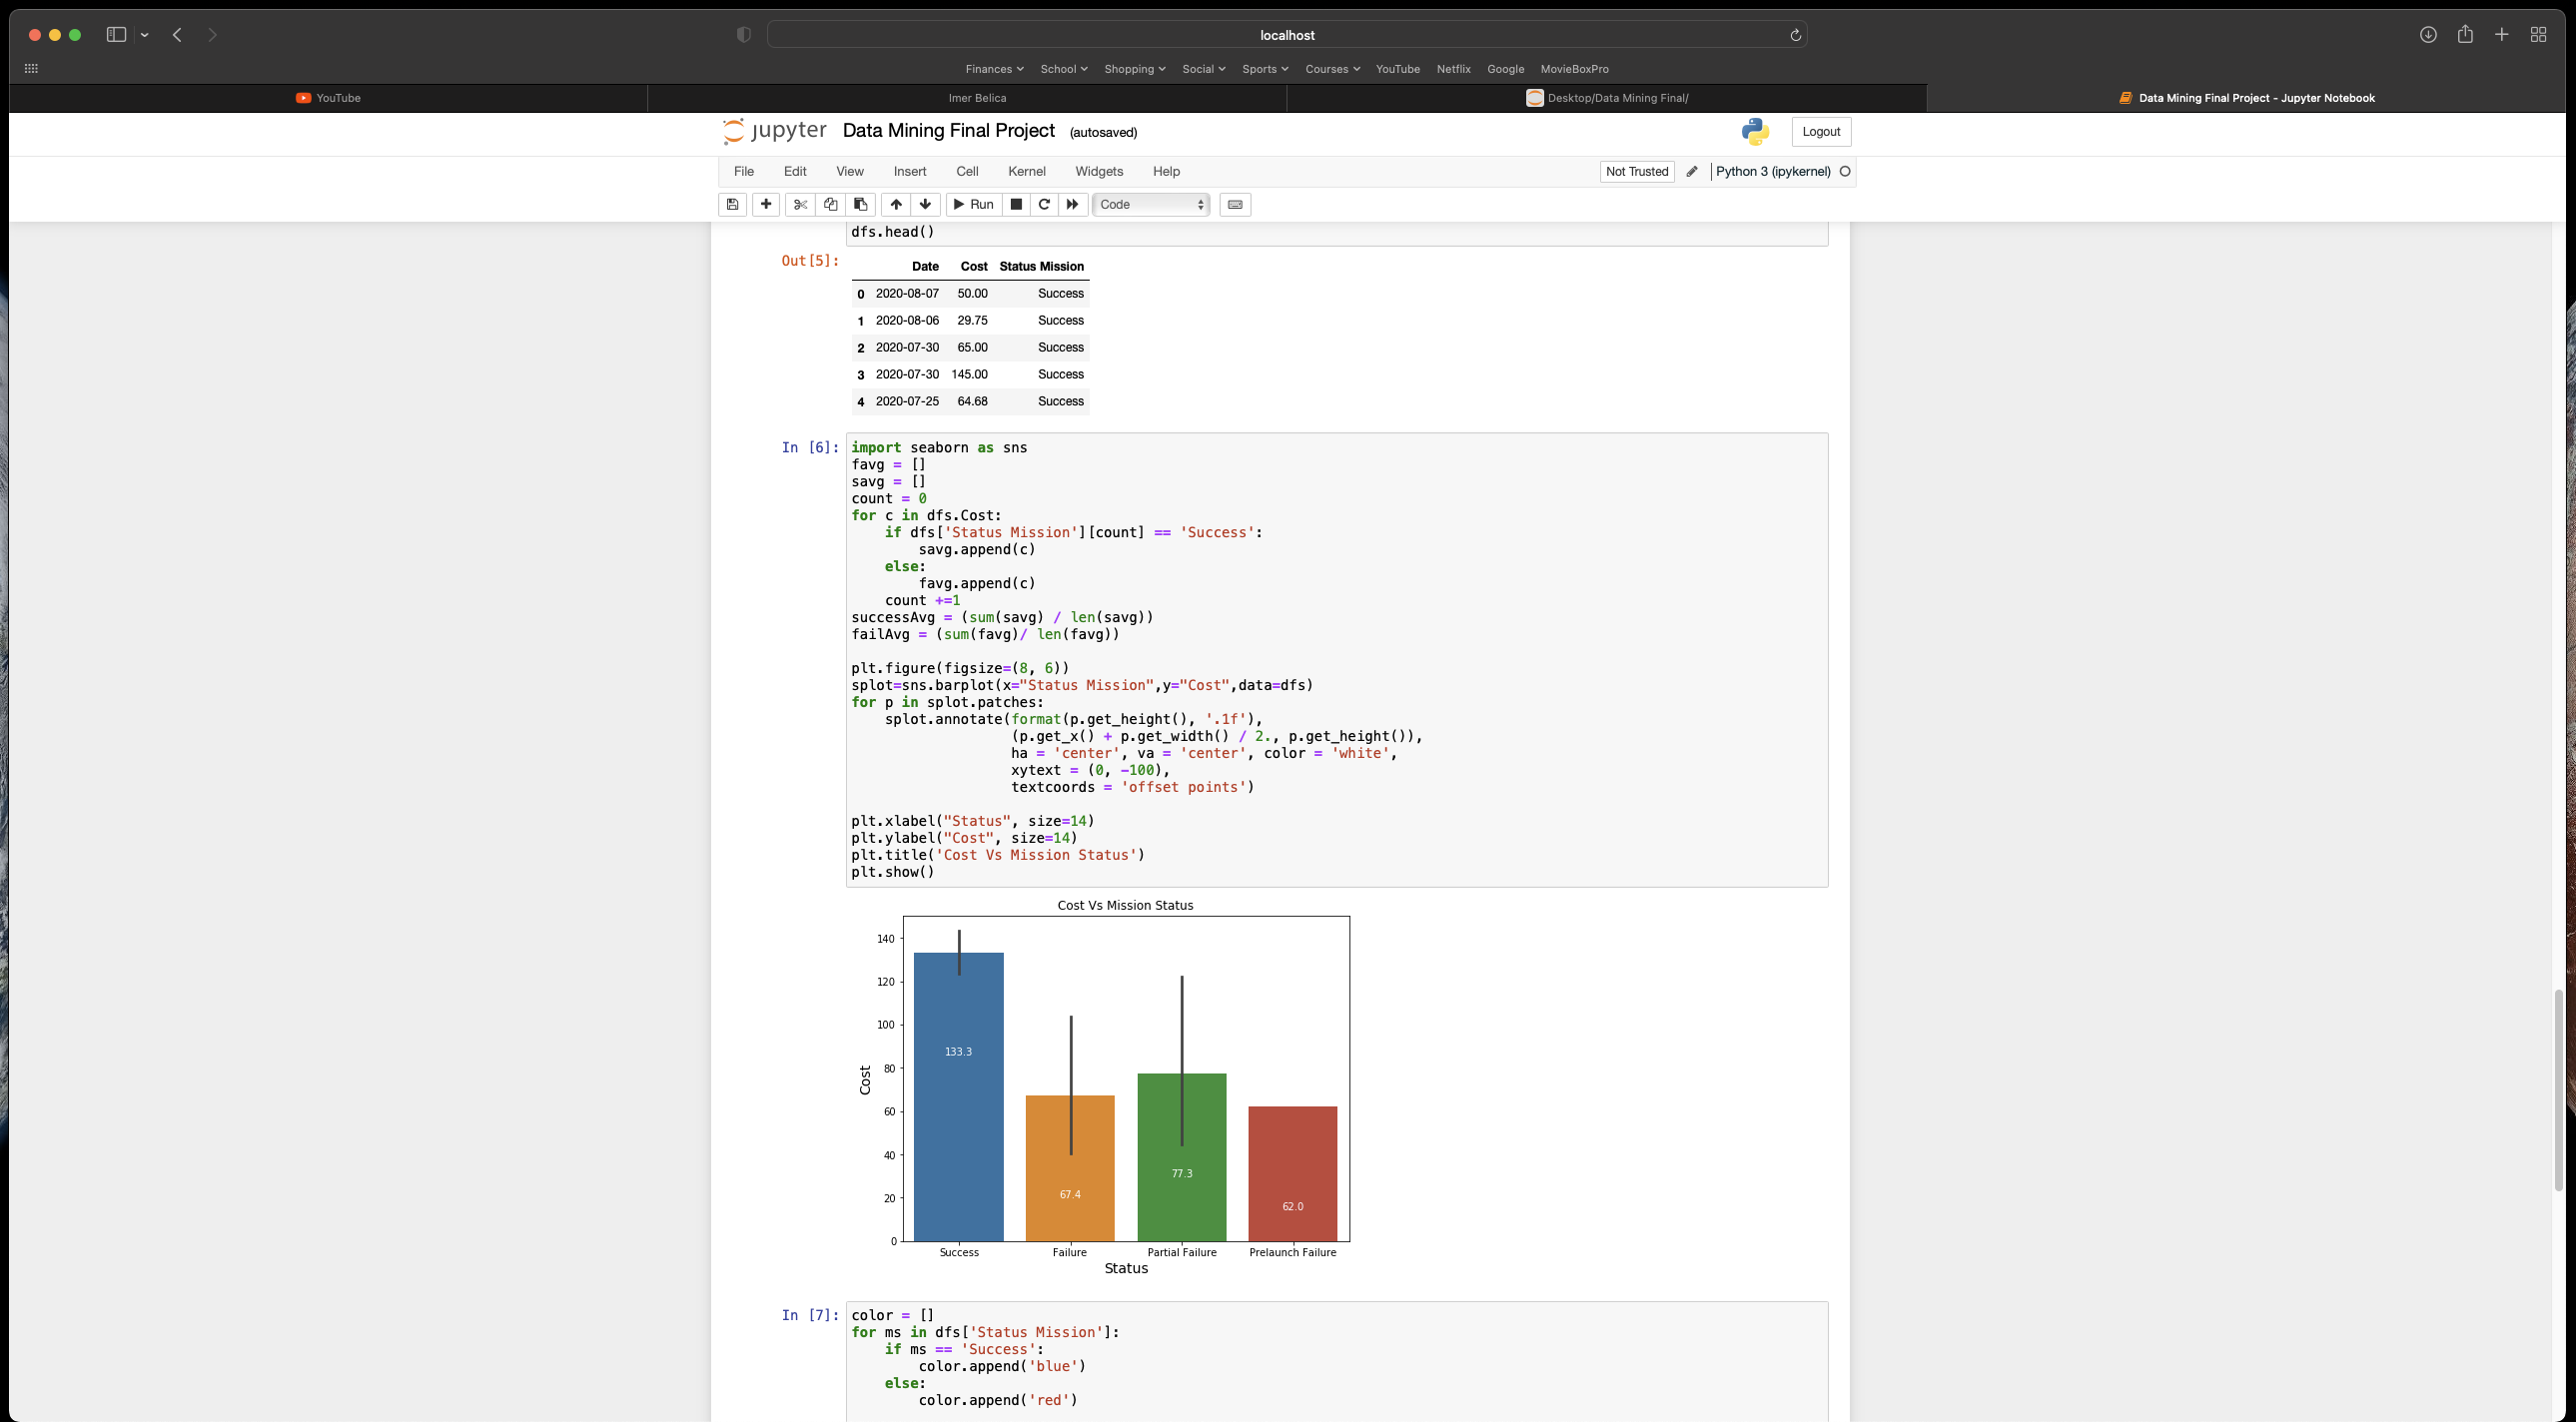 localhost
Finances School Shopping Social Sports Courses YouTube Netflix Google MovieBoxPro
YouTube
Imer Belica
Desktop/Data Mining Final/
Data Mining Final Project - Jupyter Notebook
jupyter Data Mining Final Project (autosaved)
Logout
File Edit View Insert Cell Kernel Widgets Help
Not Trusted
Python 3 (ipykernel)
Run
Code
dfs.head()
Out[5]:
Date Cost Status Mission
0 2020-08-07 50.00 Success
1 2020-08-06 29.75 Success
2 2020-07-30 65.00 Success
3 2020-07-30 145.00 Success
4 2020-07-25 64.68 Success
In [6]:
import seaborn as sns
favg = []
savg = []
count = 0
for c in dfs.Cost:
    if dfs['Status Mission'][count] == 'Success':
        savg.append(c)
    else:
        favg.append(c)
    count +=1
successAvg = (sum(savg) / len(savg))
failAvg = (sum(favg)/ len(favg))
plt.figure(figsize=(8, 6))
splot=sns.barplot(x="Status Mission",y="Cost",data=dfs)
for p in splot.patches:
    splot.annotate(format(p.get_height(), '.1f'),
                   (p.get_x() + p.get_width() / 2., p.get_height()),
                   ha = 'center', va = 'center', color = 'white',
                   xytext = (0, -100),
                   textcoords = 'offset points')
plt.xlabel("Status", size=14)
plt.ylabel("Cost", size=14)
plt.title('Cost Vs Mission Status')
plt.show()
Cost Vs Mission Status
140
120
100
80
60
40
20
0
Cost
133.3
67.4
77.3
62.0
Success Failure Partial Failure Prelaunch Failure
Status
In [7]:
color = []
for ms in dfs['Status Mission']:
    if ms == 'Success':
        color.append('blue')
    else:
        color.append('red')